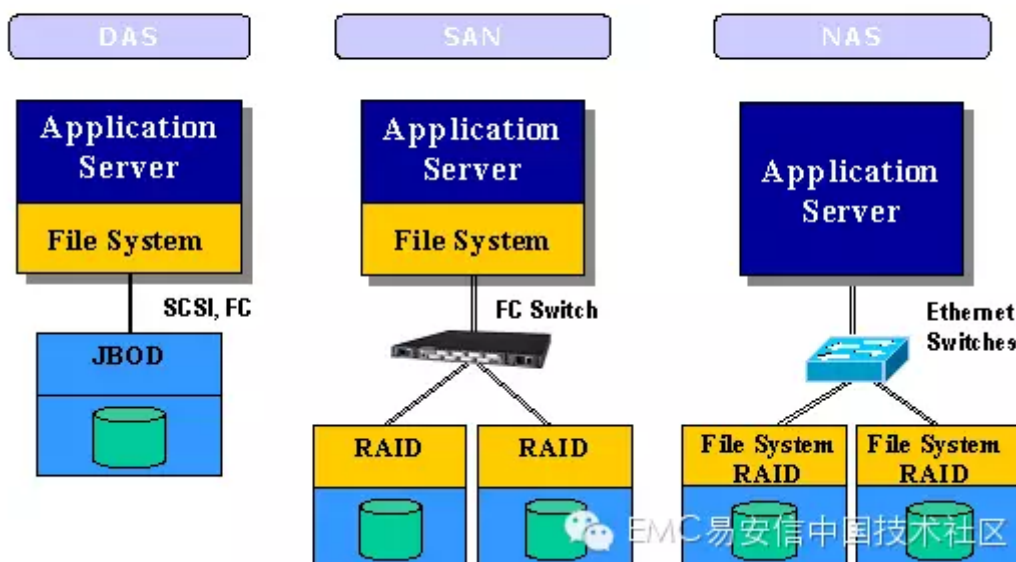 DAS
SAN
NAS
Application
Server
File System
SCSI, FC
JBOD
Application
Server
File System
FC Switch
RAID
RAID
Application
Server
Ethernet
Switches
File System
RAID
File System
RAID
EMC易安信中国技术社区